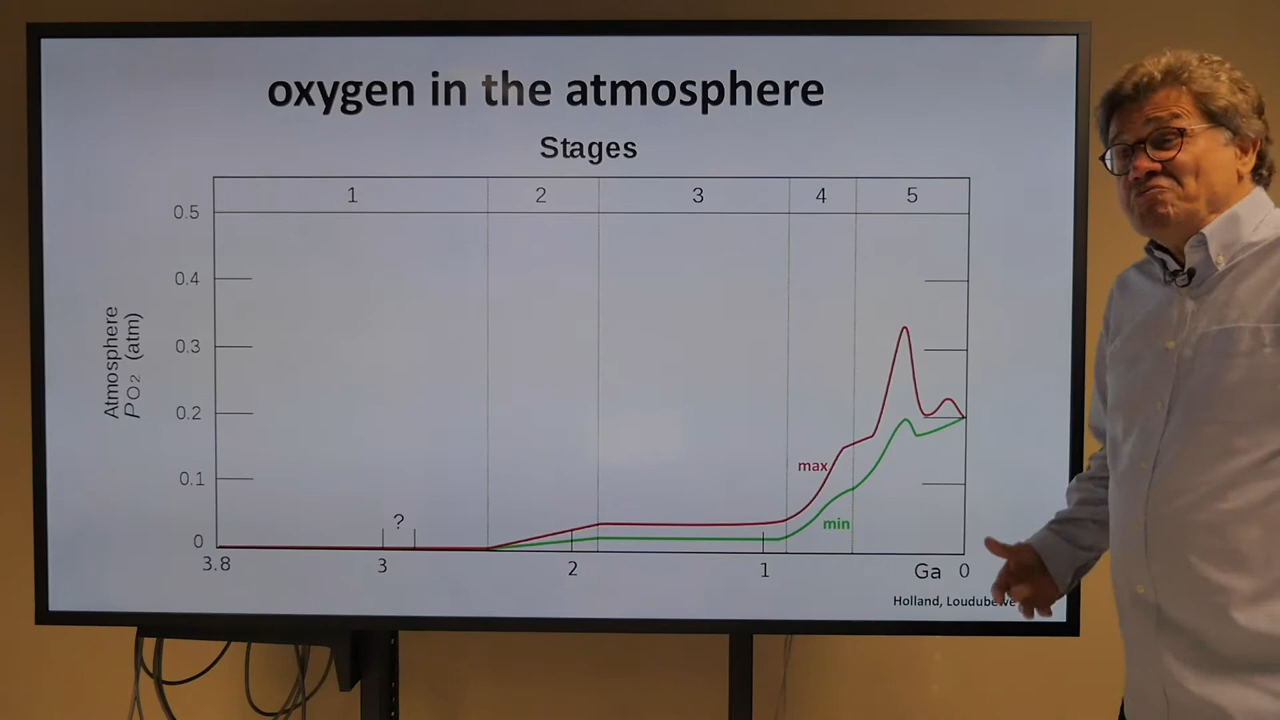 oxygen in the atmosphere
Stages
1 2 3 4 5
0.5
0.4
0.3
0.2
0.1
0
Atmosphere
PO2 (atm)
?
max
min
3.8 3 2 1 Ga 0
Holland,